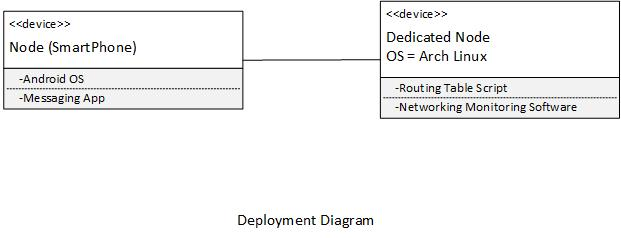 <<device>>
Node (SmartPhone)
-Android OS
-Messaging App
<<device>>
Dedicated Node
OS = Arch Linux
-Routing Table Script
-Networking Monitoring Software
Deployment Diagram